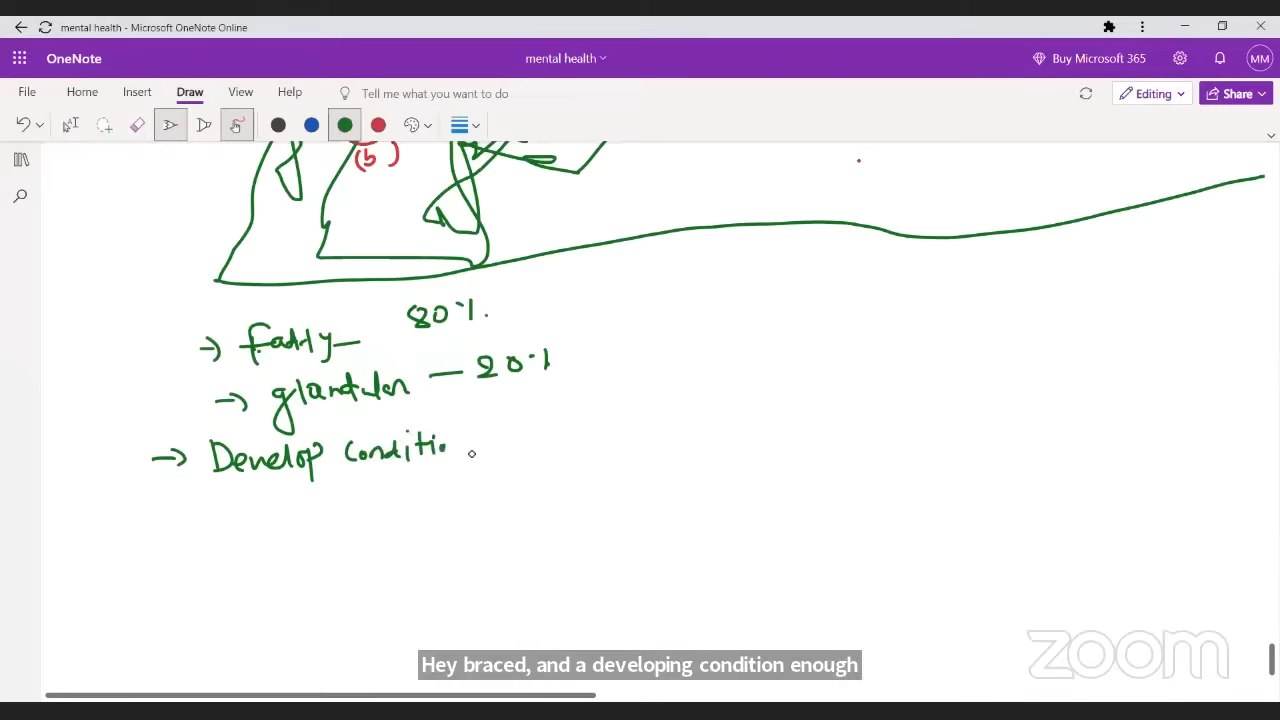 mental health - Microsoft OneNote Online
OneNote
mental health
Buy Microsoft 365
MM
File Home Insert Draw View Help Tell me what you want to do
Editing Share
(b)
80%.
→ fatty —
→ glandular — 20%
→ Develop conditio
Hey braced, and a developing condition enough
zoom